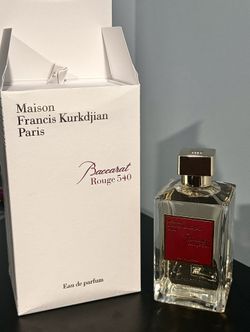 Maison
Francis Kurkdjian
Paris
Baccarat
Rouge 540
Eau de parfum